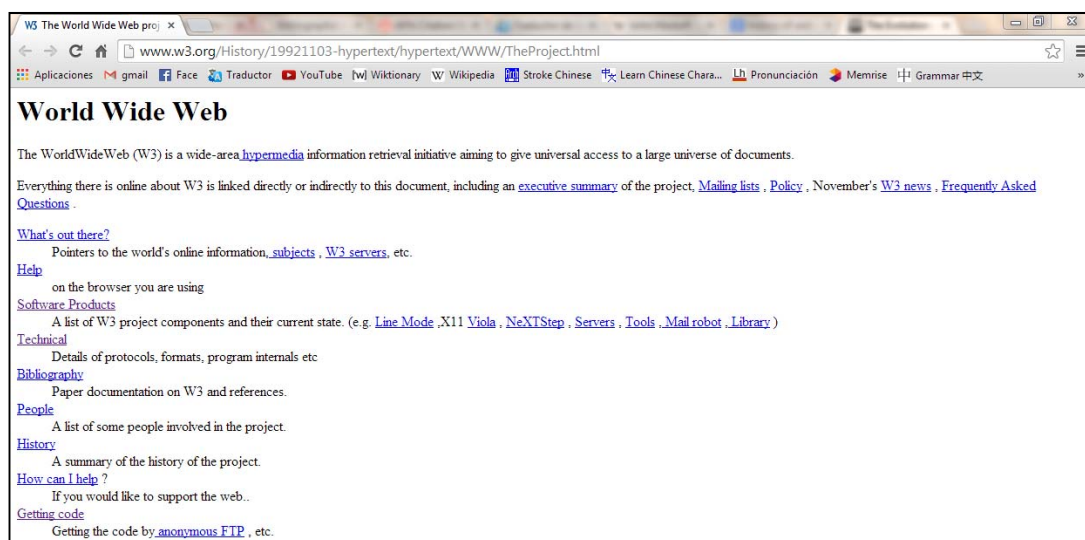 W3 The World Wide Web proj ×
www.w3.org/History/19921103-hypertext/hypertext/WWW/TheProject.html
Aplicaciones gmail Face Traductor YouTube Wiktionary Wikipedia Stroke Chinese Learn Chinese Chara... Pronunciación Memrise Grammar 中文 »
World Wide Web
The WorldWideWeb (W3) is a wide-area hypermedia information retrieval initiative aiming to give universal access to a large universe of documents.
Everything there is online about W3 is linked directly or indirectly to this document, including an executive summary of the project, Mailing lists , Policy , November's W3 news , Frequently Asked
Questions .
What's out there?
Pointers to the world's online information, subjects , W3 servers, etc.
Help
on the browser you are using
Software Products
A list of W3 project components and their current state. (e.g. Line Mode ,X11 Viola , NeXTStep , Servers , Tools , Mail robot , Library )
Technical
Details of protocols, formats, program internals etc
Bibliography
Paper documentation on W3 and references.
People
A list of some people involved in the project.
History
A summary of the history of the project.
How can I help ?
If you would like to support the web..
Getting code
Getting the code by anonymous FTP , etc.